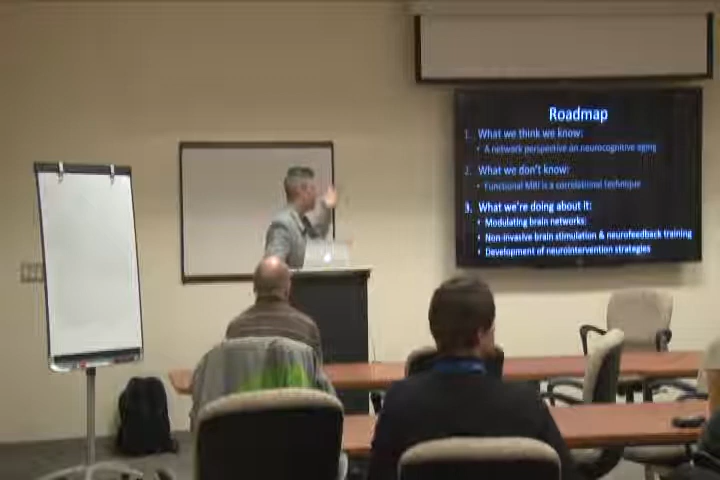 Roadmap
1. What we think we know:
• A network perspective on neurocognitive aging
2. What we don't know:
• Functional MRI is a correlational technique
3. What we're doing about it:
• Modulating brain networks:
• Non-invasive brain stimulation & neurofeedback training
• Development of neurointervention strategies